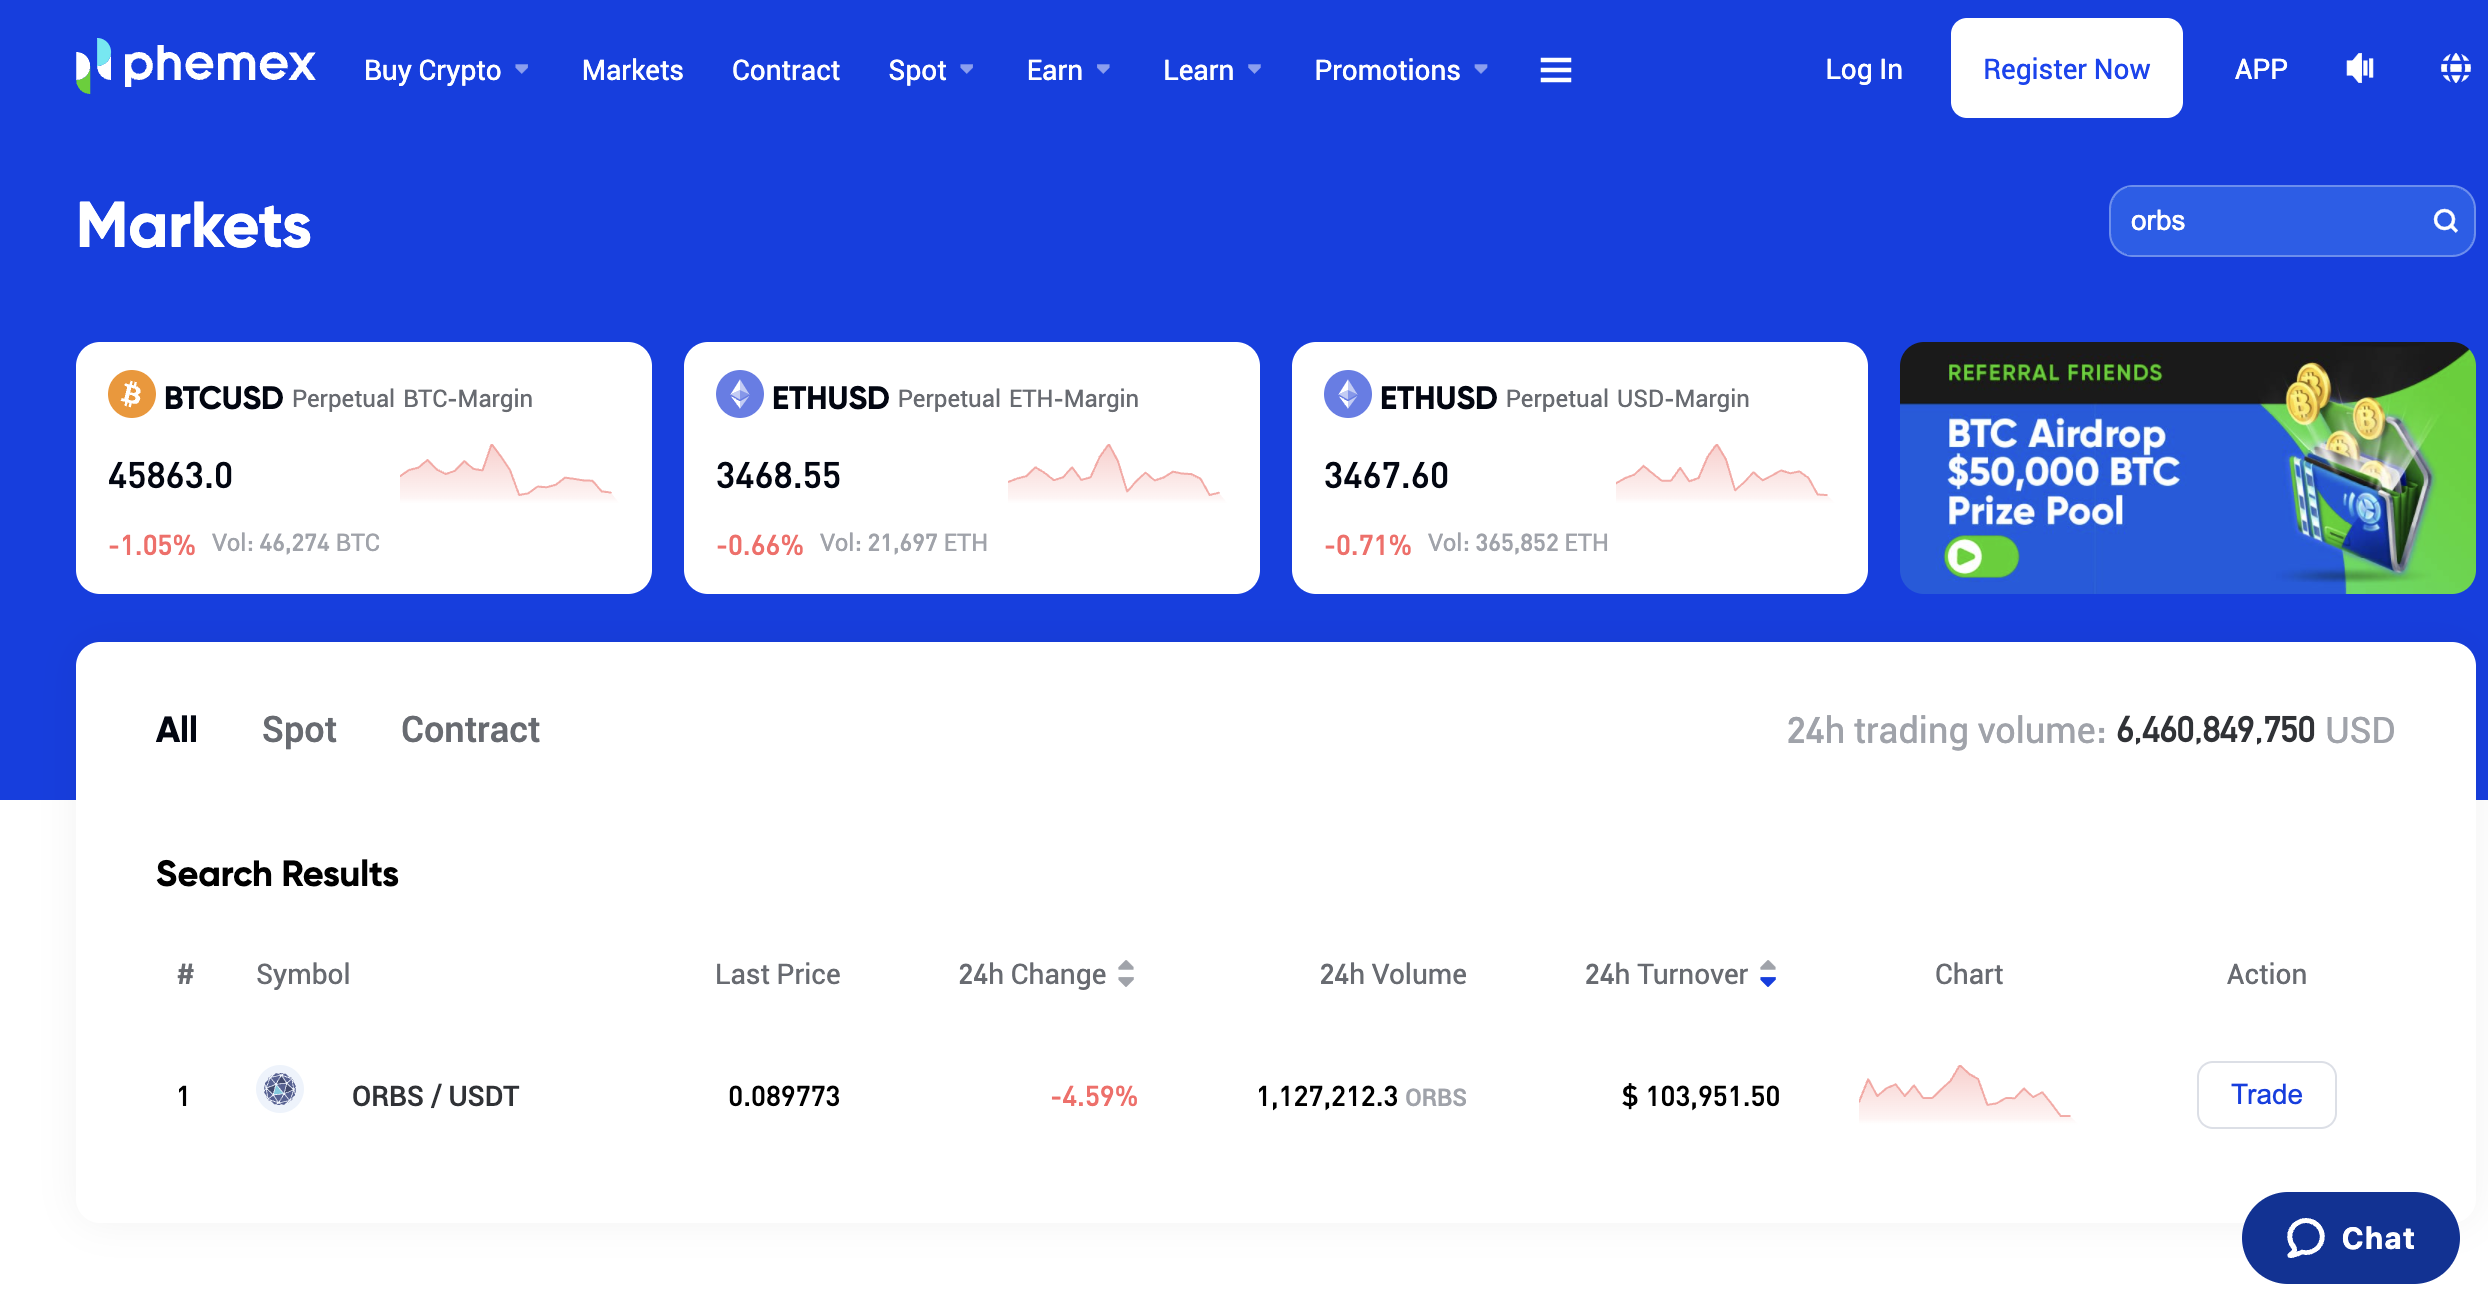 phemex Buy Crypto Markets Contract Spot Earn Learn Promotions Log In Register Now APP
Markets
orbs
BTCUSD Perpetual BTC-Margin
45863.0
-1.05% Vol: 46,274 BTC
ETHUSD Perpetual ETH-Margin
3468.55
-0.66% Vol: 21,697 ETH
ETHUSD Perpetual USD-Margin
3467.60
-0.71% Vol: 365,852 ETH
REFERRAL FRIENDS
BTC Airdrop
$50,000 BTC
Prize Pool
All Spot Contract 24h trading volume: 6,460,849,750 USD
Search Results
# Symbol Last Price 24h Change 24h Volume 24h Turnover Chart Action
1 ORBS / USDT 0.089773 -4.59% 1,127,212.3 ORBS $ 103,951.50 Trade
Chat